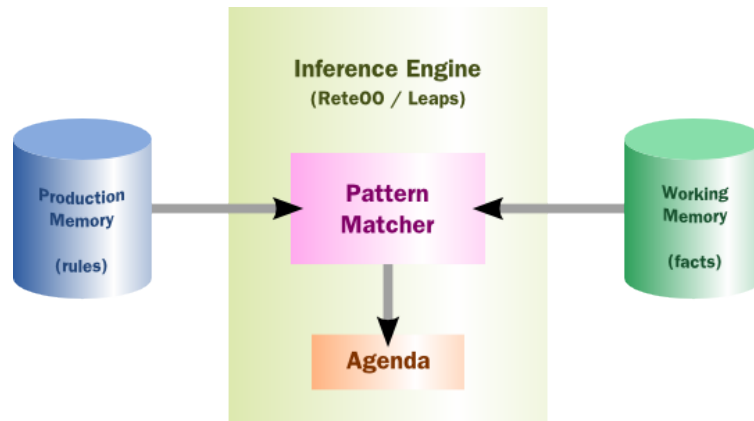 Inference Engine
(ReteOO / Leaps)
Production
Memory
(rules)
Pattern
Matcher
Working
Memory
(facts)
Agenda